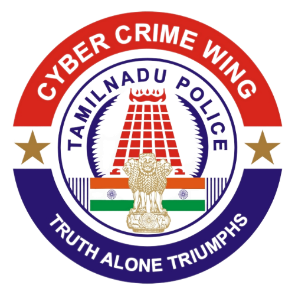 CYBER CRIME WING
TAMILNADU POLICE
TRUTH ALONE TRIUMPHS